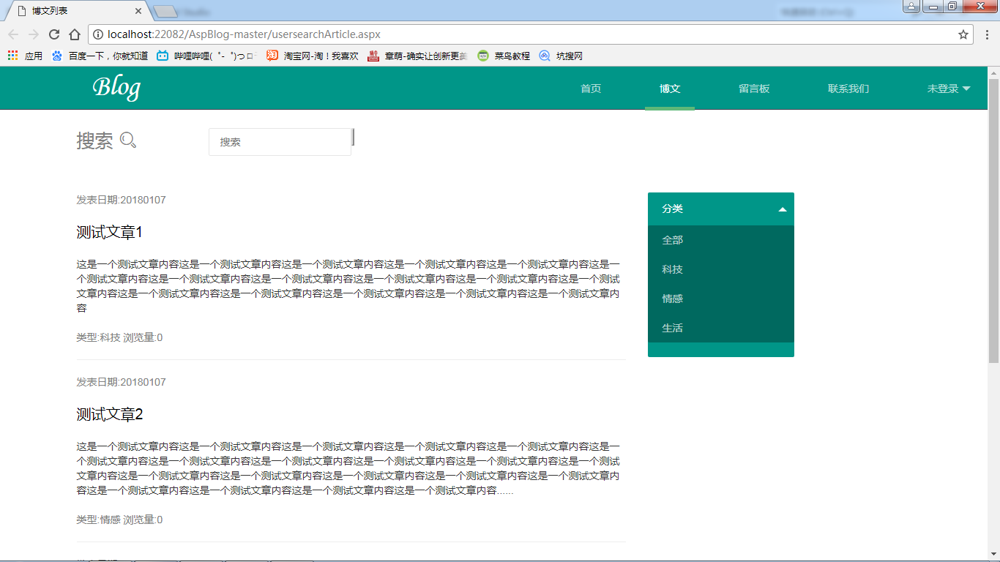 博文列表
localhost:22082/AspBlog-master/usersearchArticle.aspx
应用 百度一下，你就知道 哔哩哔哩( ゜- ゜)つロ 淘宝网-淘！我喜欢 章萌-确实让创新更美 菜鸟教程 坑搜网
Blog 首页 博文 留言板 联系我们 未登录
搜索 搜索
发表日期:20180107
测试文章1
这是一个测试文章内容这是一个测试文章内容这是一个测试文章内容这是一个测试文章内容这是一个测试文章内容这是一
个测试文章内容这是一个测试文章内容这是一个测试文章内容这是一个测试文章内容这是一个测试文章内容这是一个测试
文章内容这是一个测试文章内容这是一个测试文章内容这是一个测试文章内容这是一个测试文章内容这是一个测试文章内
容
类型:科技 浏览量:0
发表日期:20180107
测试文章2
这是一个测试文章内容这是一个测试文章内容这是一个测试文章内容这是一个测试文章内容这是一个测试文章内容这是一
个测试文章内容这是一个测试文章内容这是一个测试文章内容这是一个测试文章内容这是一个测试文章内容这是一个测试
文章内容这是一个测试文章内容这是一个测试文章内容这是一个测试文章内容这是一个测试文章内容这是一个测试文章内
容这是一个测试文章内容这是一个测试文章内容这是一个测试文章内容这是一个测试文章内容......
类型:情感 浏览量:0
分类
全部
科技
情感
生活